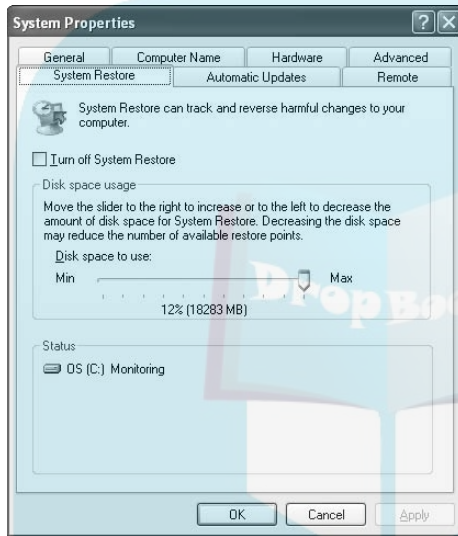 System Properties
General Computer Name Hardware Advanced
System Restore Automatic Updates Remote
System Restore can track and reverse harmful changes to your
computer.
Turn off System Restore
Disk space usage
Move the slider to the right to increase or to the left to decrease the
amount of disk space for System Restore. Decreasing the disk space
may reduce the number of available restore points.
Disk space to use:
Min Max
12% (18283 MB)
Status
OS (C:) Monitoring
OK Cancel Apply